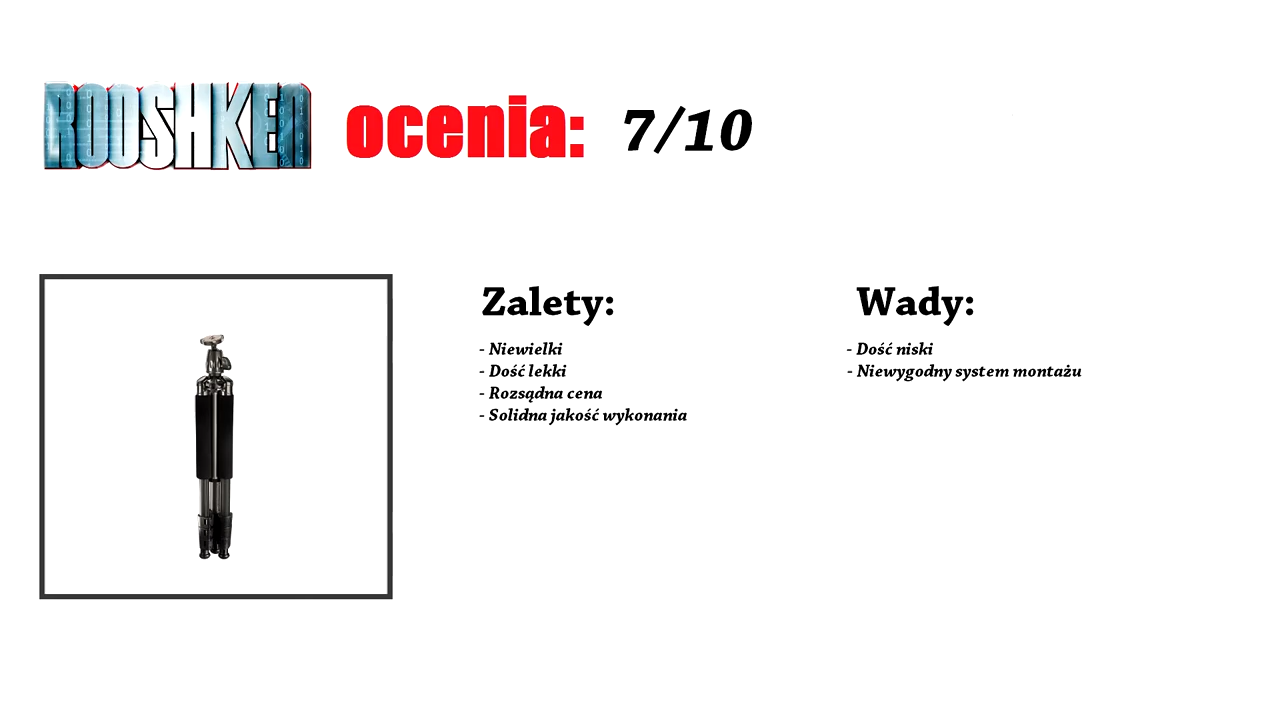 ROOSHKEN ocenia: 7/10
Zalety:
- Niewielki
- Dość lekki
- Rozsądna cena
- Solidna jakość wykonania
Wady:
- Dość niski
- Niewygodny system montażu